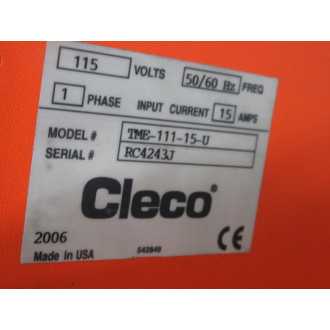 115 VOLTS 50/60 Hz FREQ
1 PHASE INPUT CURRENT 15 AMPS
MODEL # TME-111-15-U
SERIAL # RC4243J
Cleco®
2006 CE
Made in USA 542849